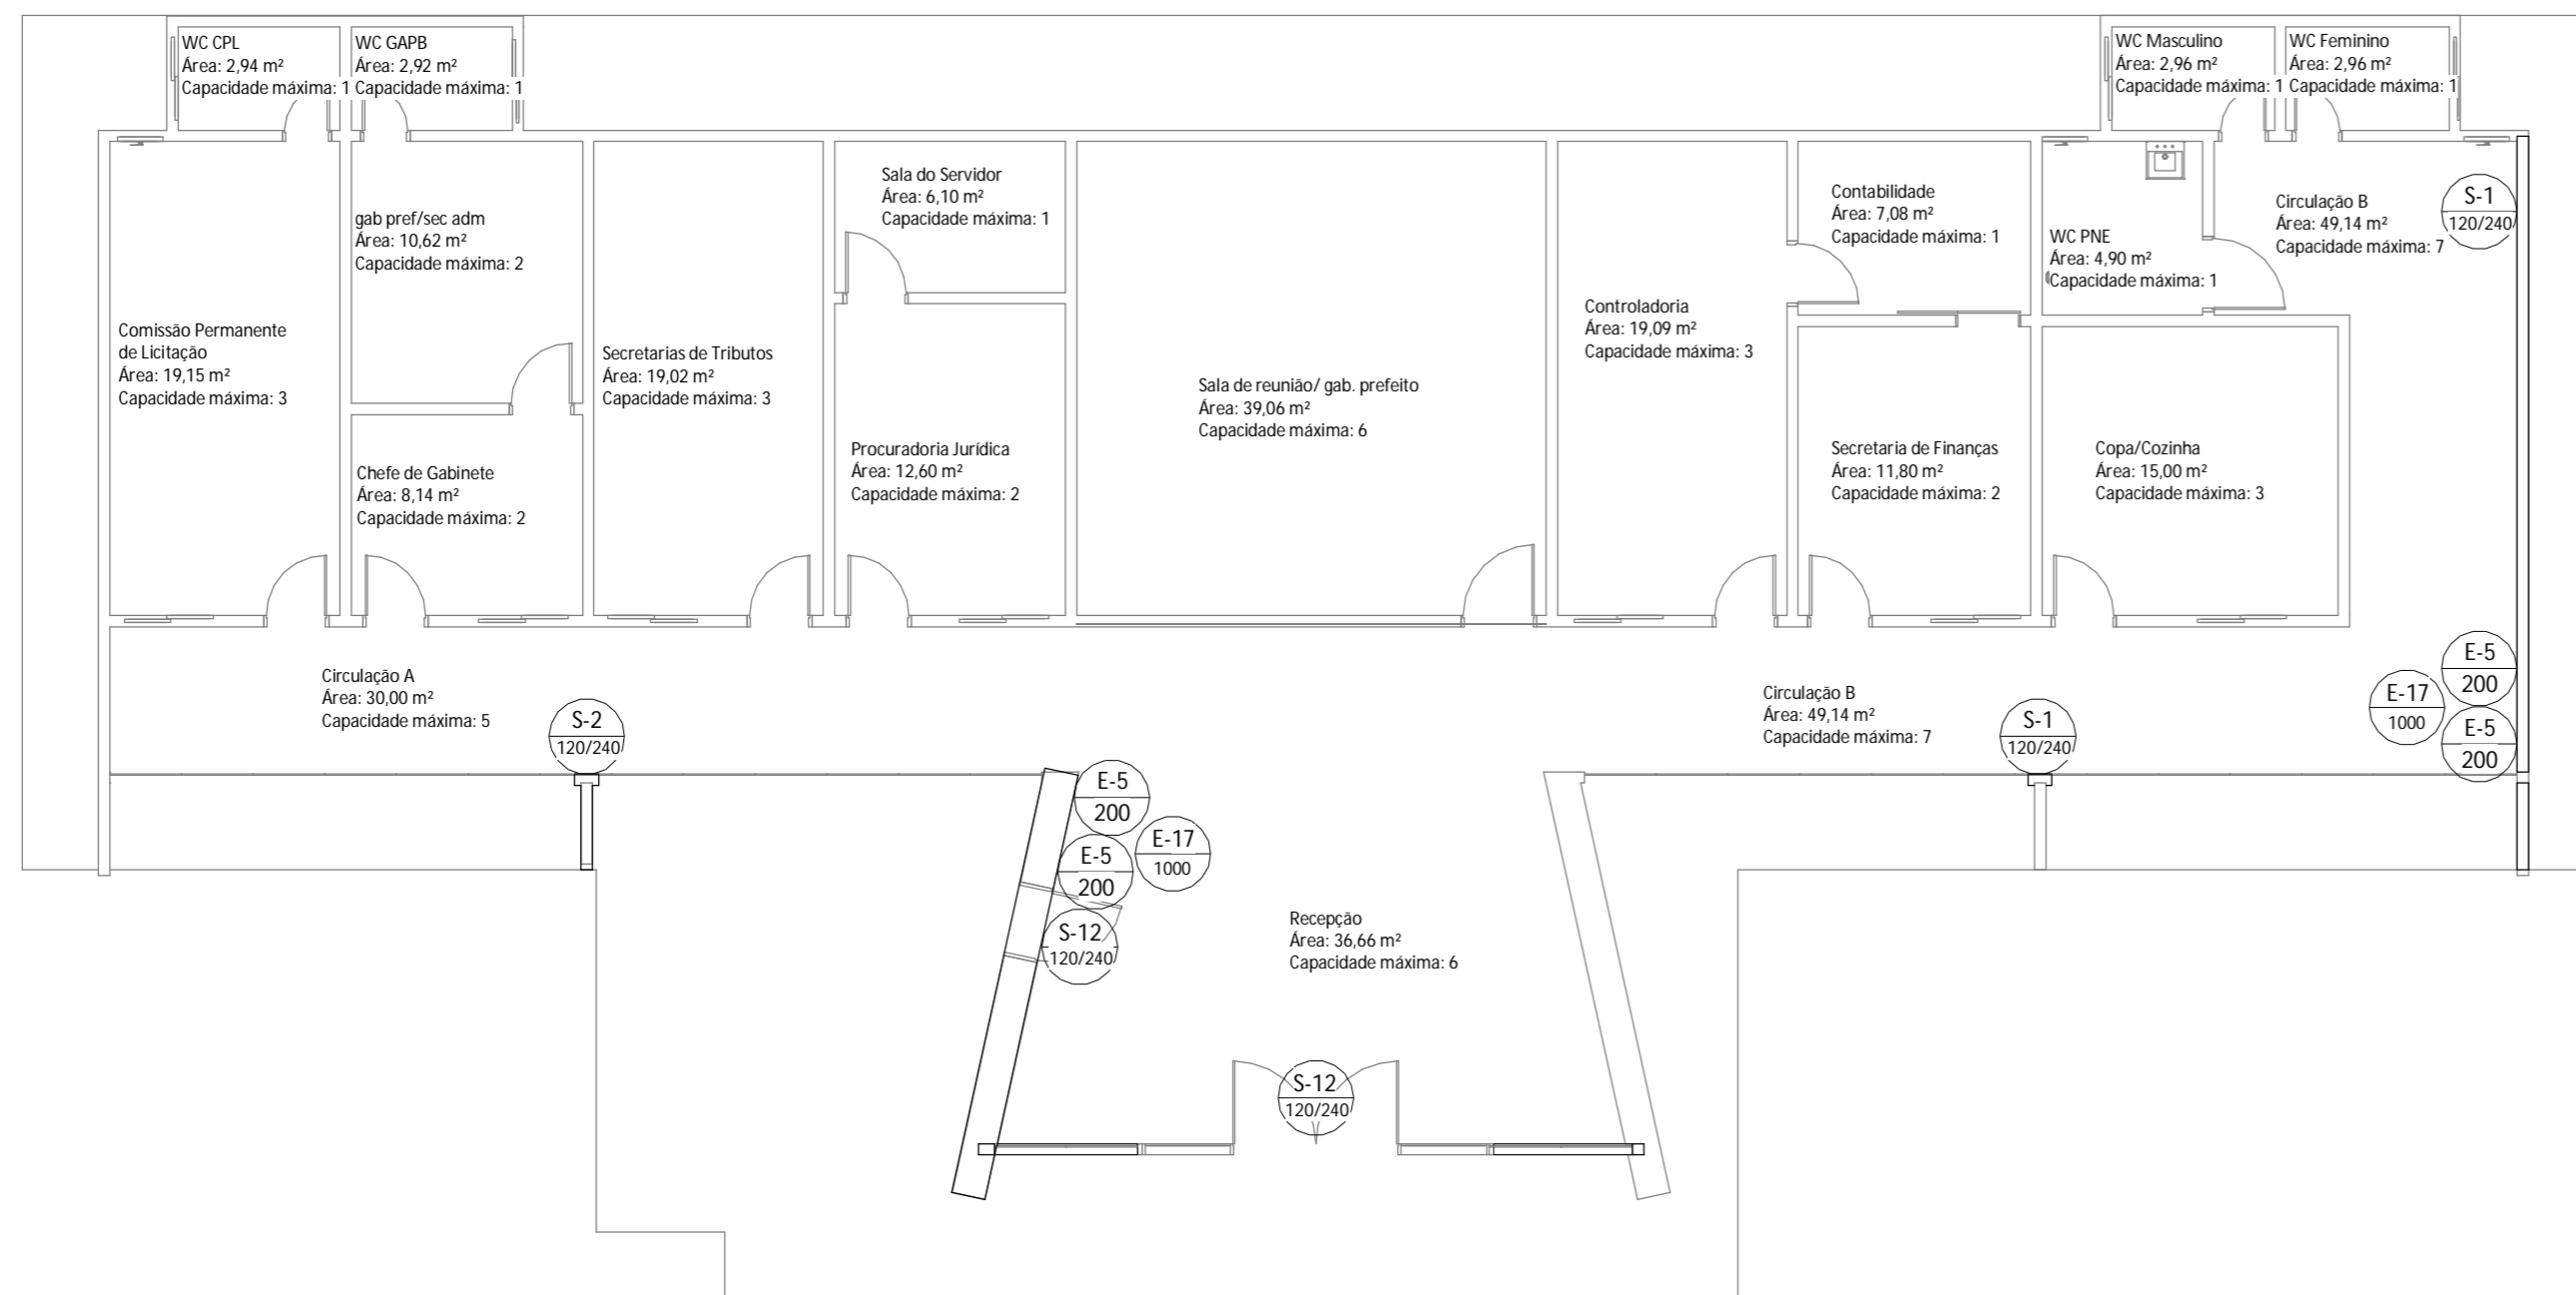 WC CPL
Área: 2,94 m²
Capacidade máxima: 1
WC GAPB
Área: 2,92 m²
Capacidade máxima: 1
WC Masculino
Área: 2,96 m²
Capacidade máxima: 1
WC Feminino
Área: 2,96 m²
Capacidade máxima: 1
Comissão Permanente
de Licitação
Área: 19,15 m²
Capacidade máxima: 3
gab pref/sec adm
Área: 10,62 m²
Capacidade máxima: 2
Chefe de Gabinete
Área: 8,14 m²
Capacidade máxima: 2
Secretarias de Tributos
Área: 19,02 m²
Capacidade máxima: 3
Sala do Servidor
Área: 6,10 m²
Capacidade máxima: 1
Procuradoria Jurídica
Área: 12,60 m²
Capacidade máxima: 2
Sala de reunião/ gab. prefeito
Área: 39,06 m²
Capacidade máxima: 6
Controladoria
Área: 19,09 m²
Capacidade máxima: 3
Contabilidade
Área: 7,08 m²
Capacidade máxima: 1
Secretaria de Finanças
Área: 11,80 m²
Capacidade máxima: 2
WC PNE
Área: 4,90 m²
Capacidade máxima: 1
Copa/Cozinha
Área: 15,00 m²
Capacidade máxima: 3
Circulação B
Área: 49,14 m²
Capacidade máxima: 7
S-1
120/240
Circulação A
Área: 30,00 m²
Capacidade máxima: 5
S-2
120/240
Circulação B
Área: 49,14 m²
Capacidade máxima: 7
S-1
120/240
E-5
200
E-17
1000
E-5
200
E-5
200
E-17
1000
E-5
200
S-12
120/240
Recepção
Área: 36,66 m²
Capacidade máxima: 6
S-12
120/240